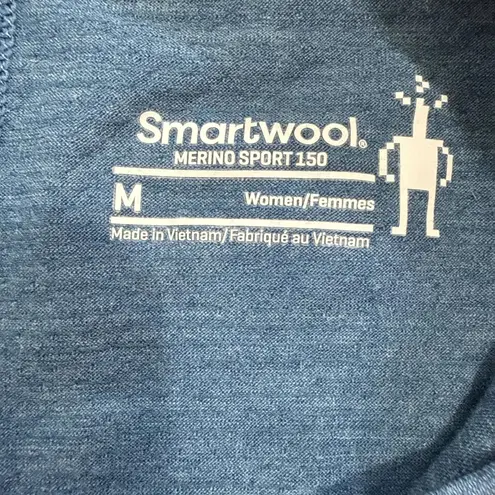 Smartwool®
MERINO SPORT 150
M Women/Femmes
Made in Vietnam/Fabriqué au Vietnam